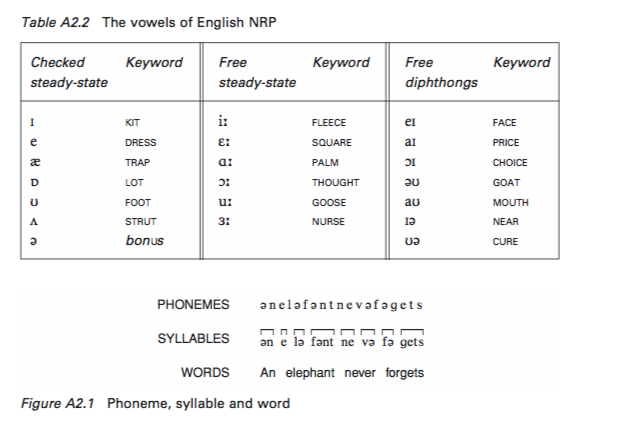 Table A2.2 The vowels of English NRP
Checked steady-state Keyword Free steady-state Keyword Free diphthongs Keyword
ɪ KIT iː FLEECE eɪ FACE
e DRESS ɛː SQUARE aɪ PRICE
æ TRAP ɑː PALM ɔɪ CHOICE
ɒ LOT ɔː THOUGHT əʊ GOAT
ʊ FOOT uː GOOSE aʊ MOUTH
ʌ STRUT ɜː NURSE ɪə NEAR
ə bonus ʊə CURE
PHONEMES ə n e l ə f ə n t n e v ə f ə g e t s
SYLLABLES ən e lə fənt ne və fə gets
WORDS An elephant never forgets
Figure A2.1 Phoneme, syllable and word